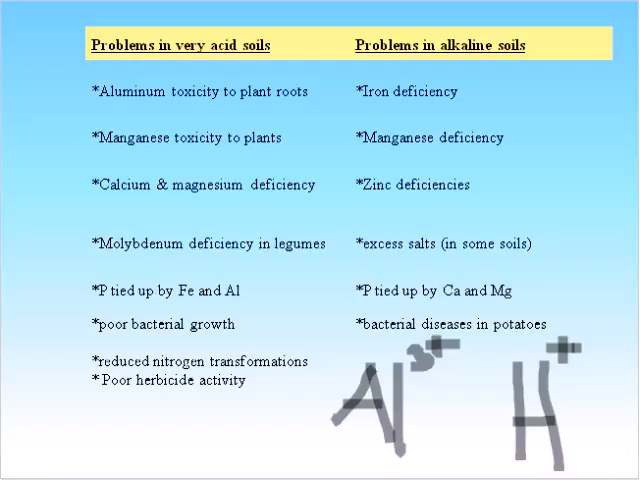 Problems in very acid soils Problems in alkaline soils
*Aluminum toxicity to plant roots *Iron deficiency
*Manganese toxicity to plants *Manganese deficiency
*Calcium & magnesium deficiency *Zinc deficiencies
*Molybdenum deficiency in legumes *excess salts (in some soils)
*P tied up by Fe and Al *P tied up by Ca and Mg
*poor bacterial growth *bacterial diseases in potatoes
*reduced nitrogen transformations
* Poor herbicide activity
Al3+ H+